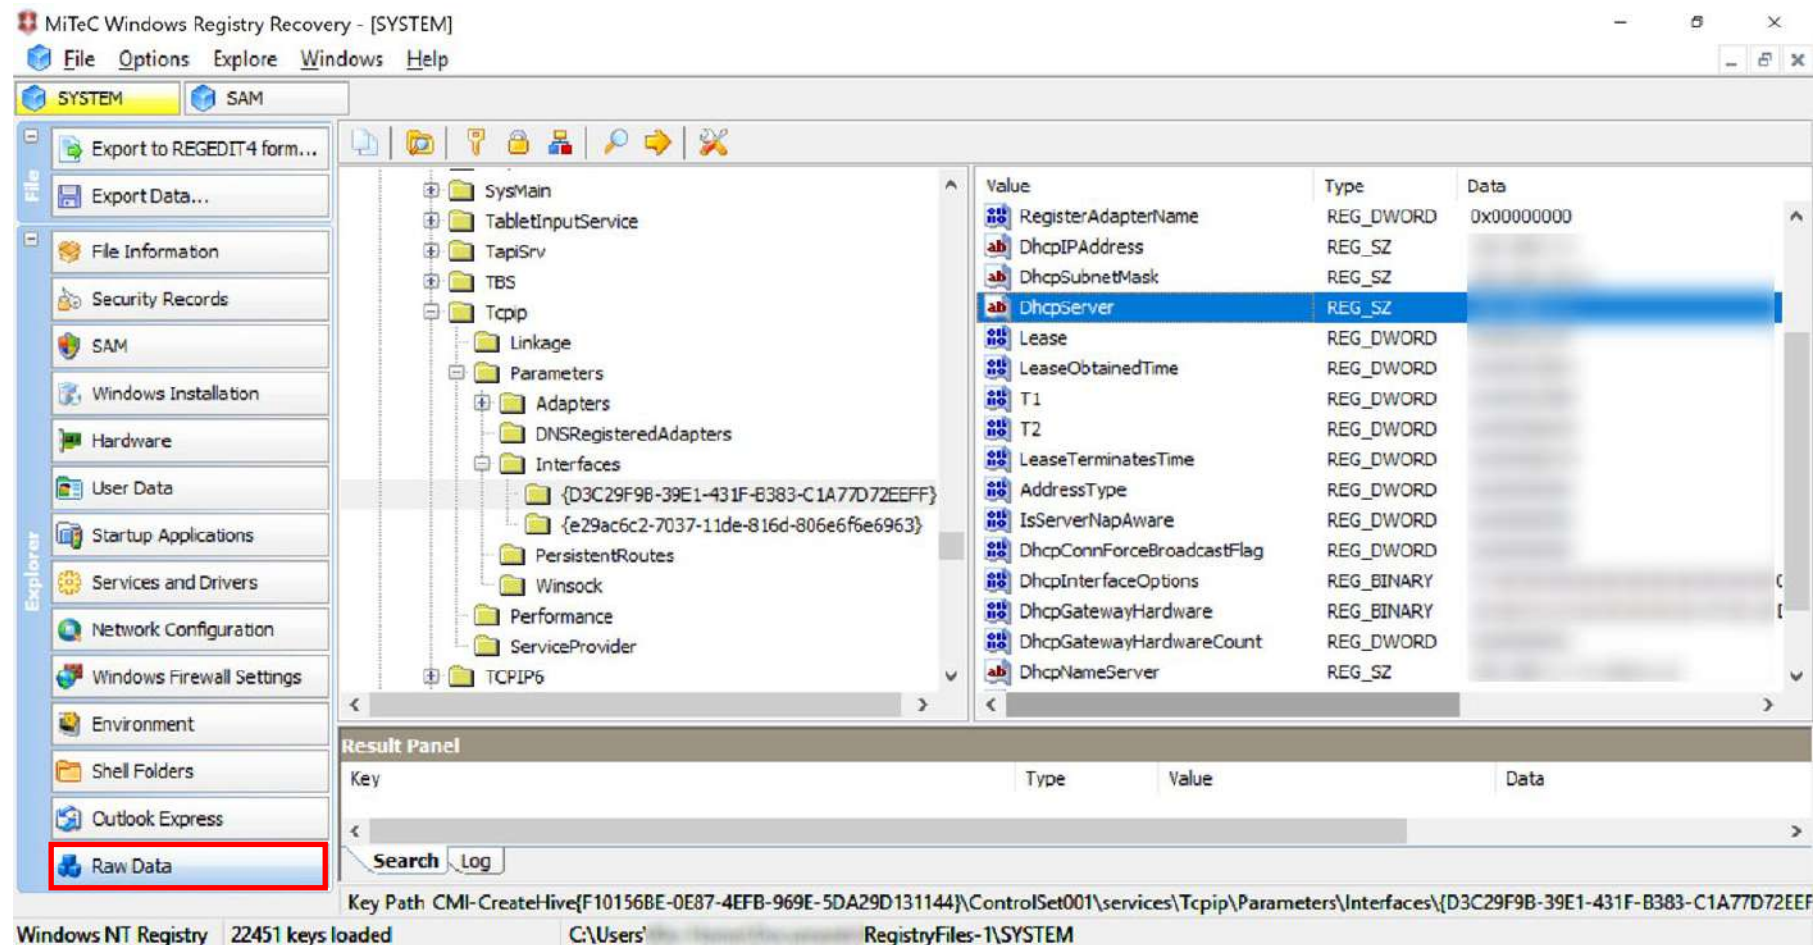 MiTeC Windows Registry Recovery - [SYSTEM]
File Options Explore Windows Help
SYSTEM SAM
File
Export to REGEDIT4 form...
Export Data...
Explorer
File Information
Security Records
SAM
Windows Installation
Hardware
User Data
Startup Applications
Services and Drivers
Network Configuration
Windows Firewall Settings
Environment
Shell Folders
Outlook Express
Raw Data
SysMain
TabletInputService
TapiSrv
TBS
Tcpip
Linkage
Parameters
Adapters
DNSRegisteredAdapters
Interfaces
{D3C29F9B-39E1-431F-B383-C1A77D72EEFF}
{e29ac6c2-7037-11de-816d-806e6f6e6963}
PersistentRoutes
Winsock
Performance
ServiceProvider
TCPIP6
Value Type Data
RegisterAdapterName REG_DWORD 0x00000000
DhcpIPAddress REG_SZ
DhcpSubnetMask REG_SZ
DhcpServer REG_SZ
Lease REG_DWORD
LeaseObtainedTime REG_DWORD
T1 REG_DWORD
T2 REG_DWORD
LeaseTerminatesTime REG_DWORD
AddressType REG_DWORD
IsServerNapAware REG_DWORD
DhcpConnForceBroadcastFlag REG_DWORD
DhcpInterfaceOptions REG_BINARY
DhcpGatewayHardware REG_BINARY
DhcpGatewayHardwareCount REG_DWORD
DhcpNameServer REG_SZ
Result Panel
Key Type Value Data
Search Log
Key Path CMI-CreateHive{F10156BE-0E87-4EFB-969E-5DA29D131144}\ControlSet001\services\Tcpip\Parameters\Interfaces\{D3C29F9B-39E1-431F-B383-C1A77D72EEF
Windows NT Registry 22451 keys loaded C:\Users\ RegistryFiles-1\SYSTEM